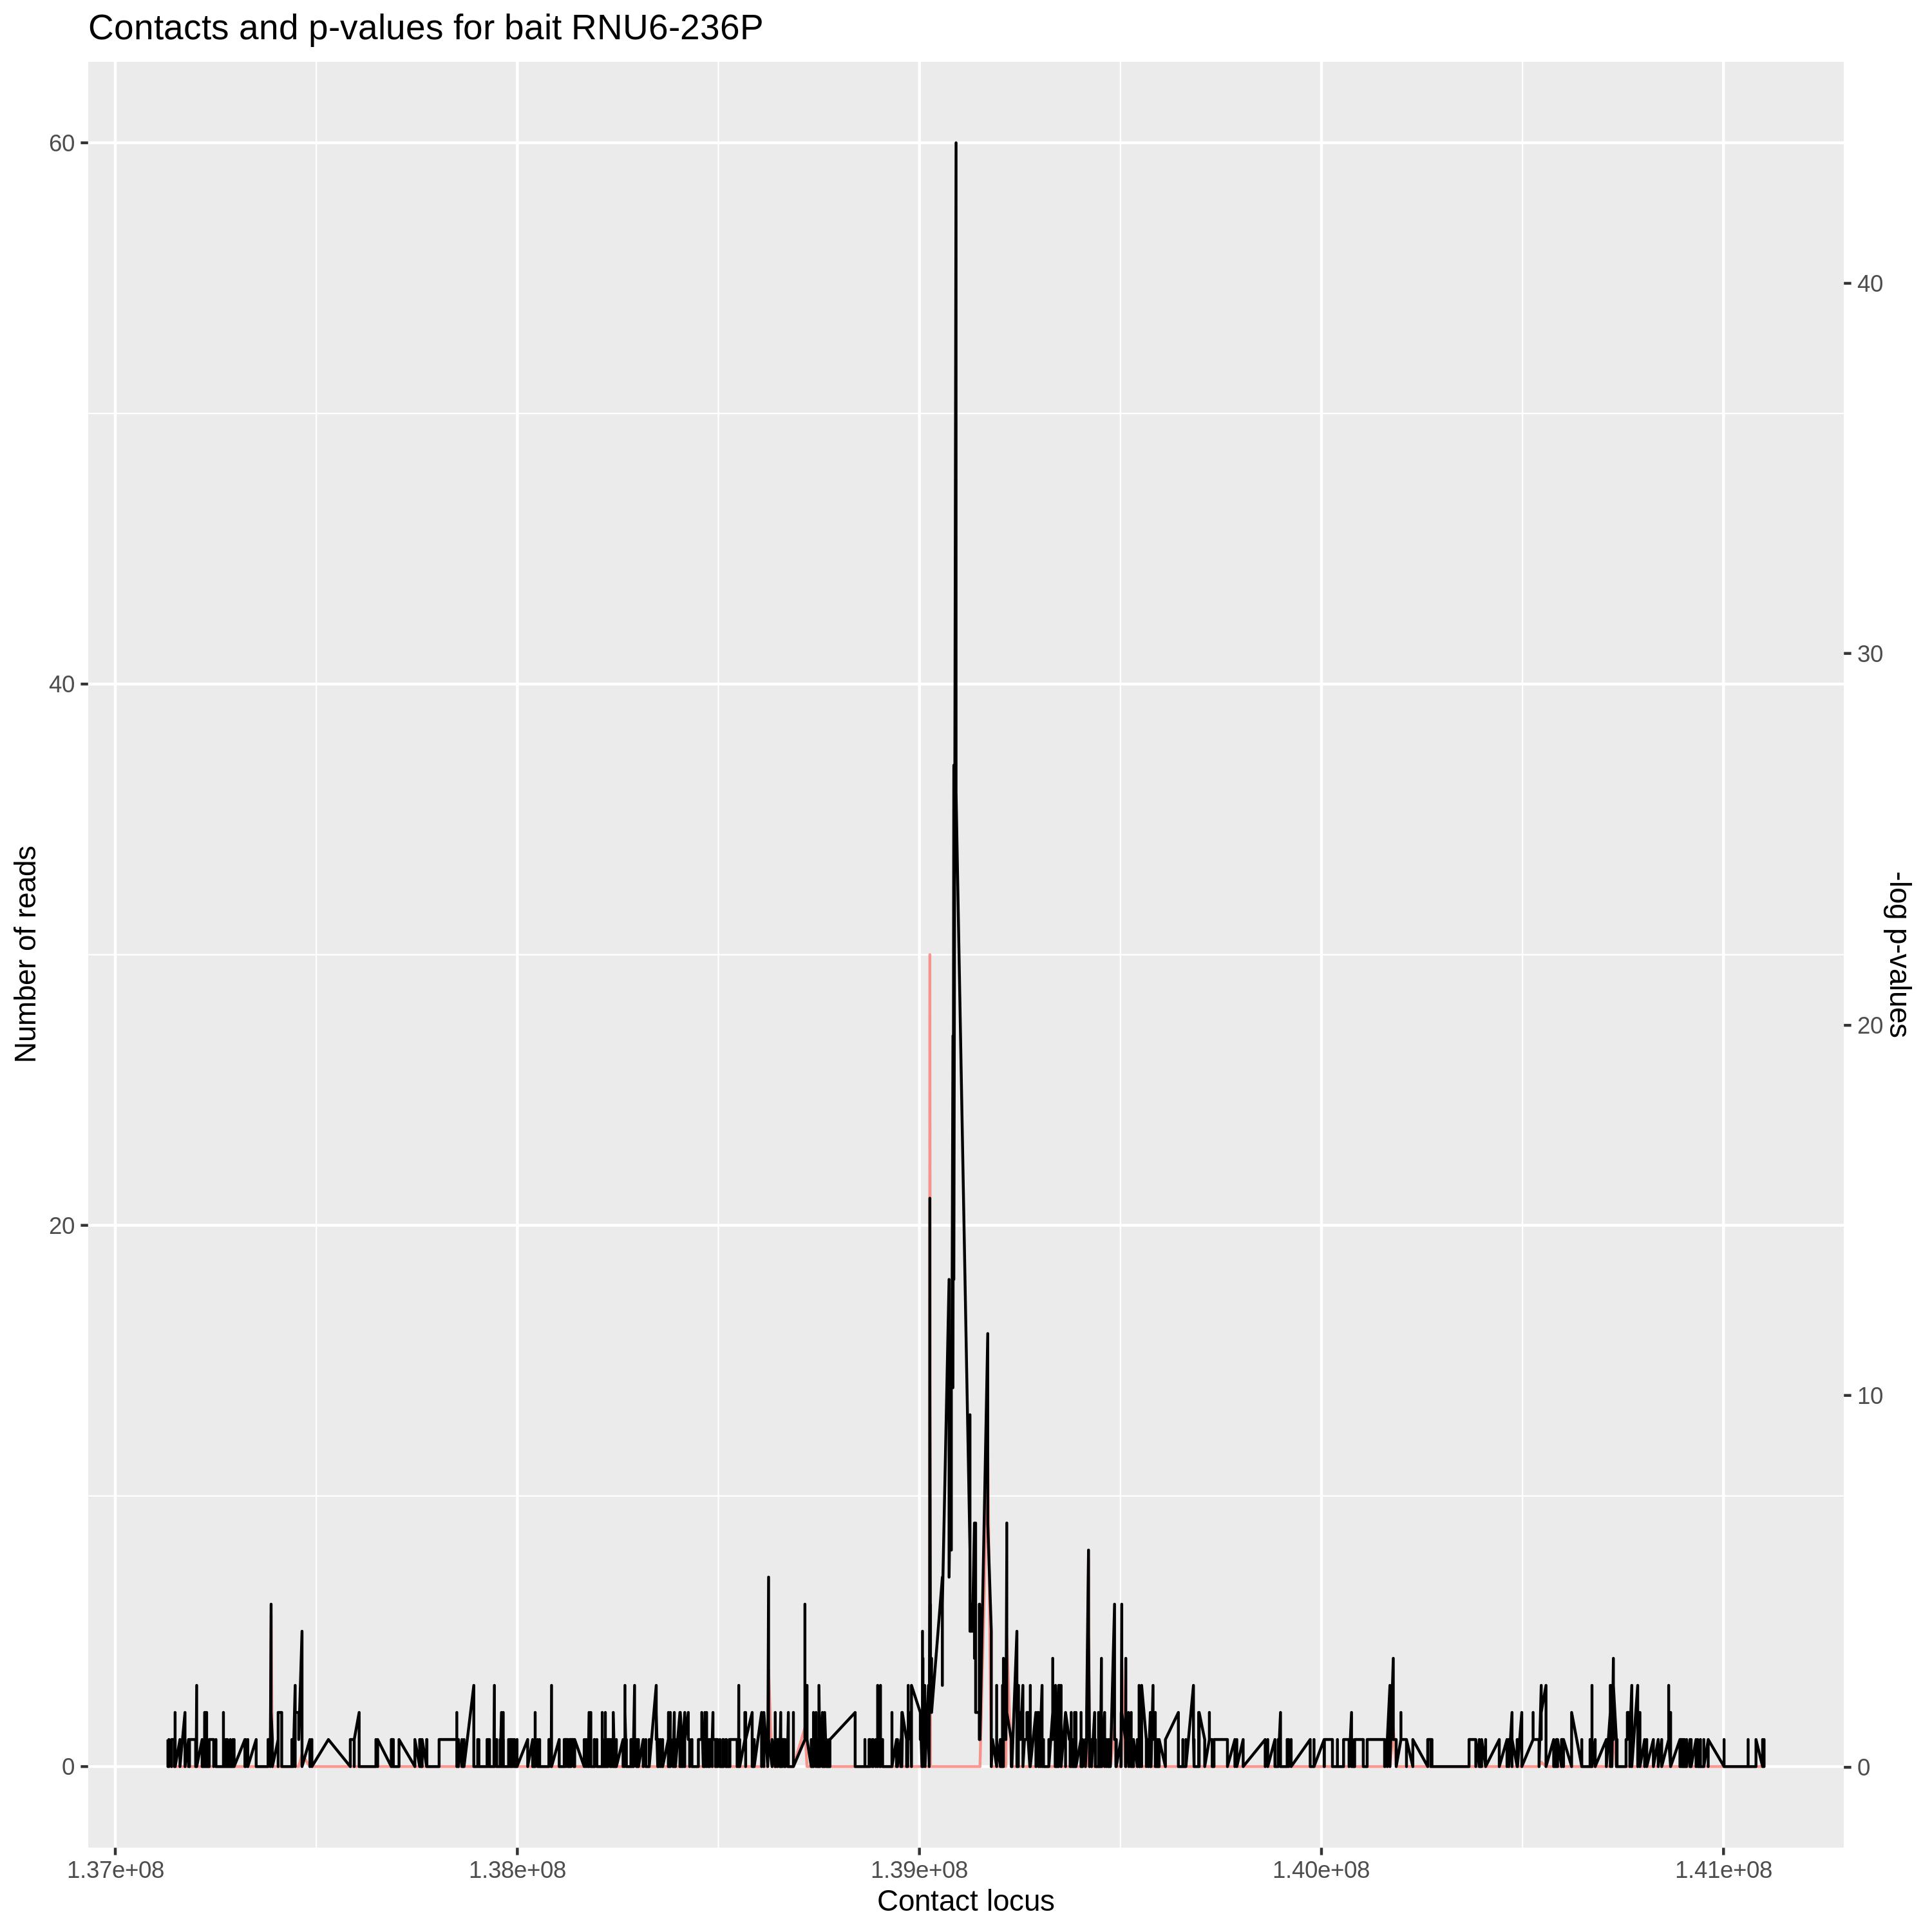 Contacts and p-values for bait RNU6-236P
60
40
20
0
Number of reads
40
30
20
10
0
-log p-values
1.37e+08
1.38e+08
1.39e+08
1.40e+08
1.41e+08
Contact locus